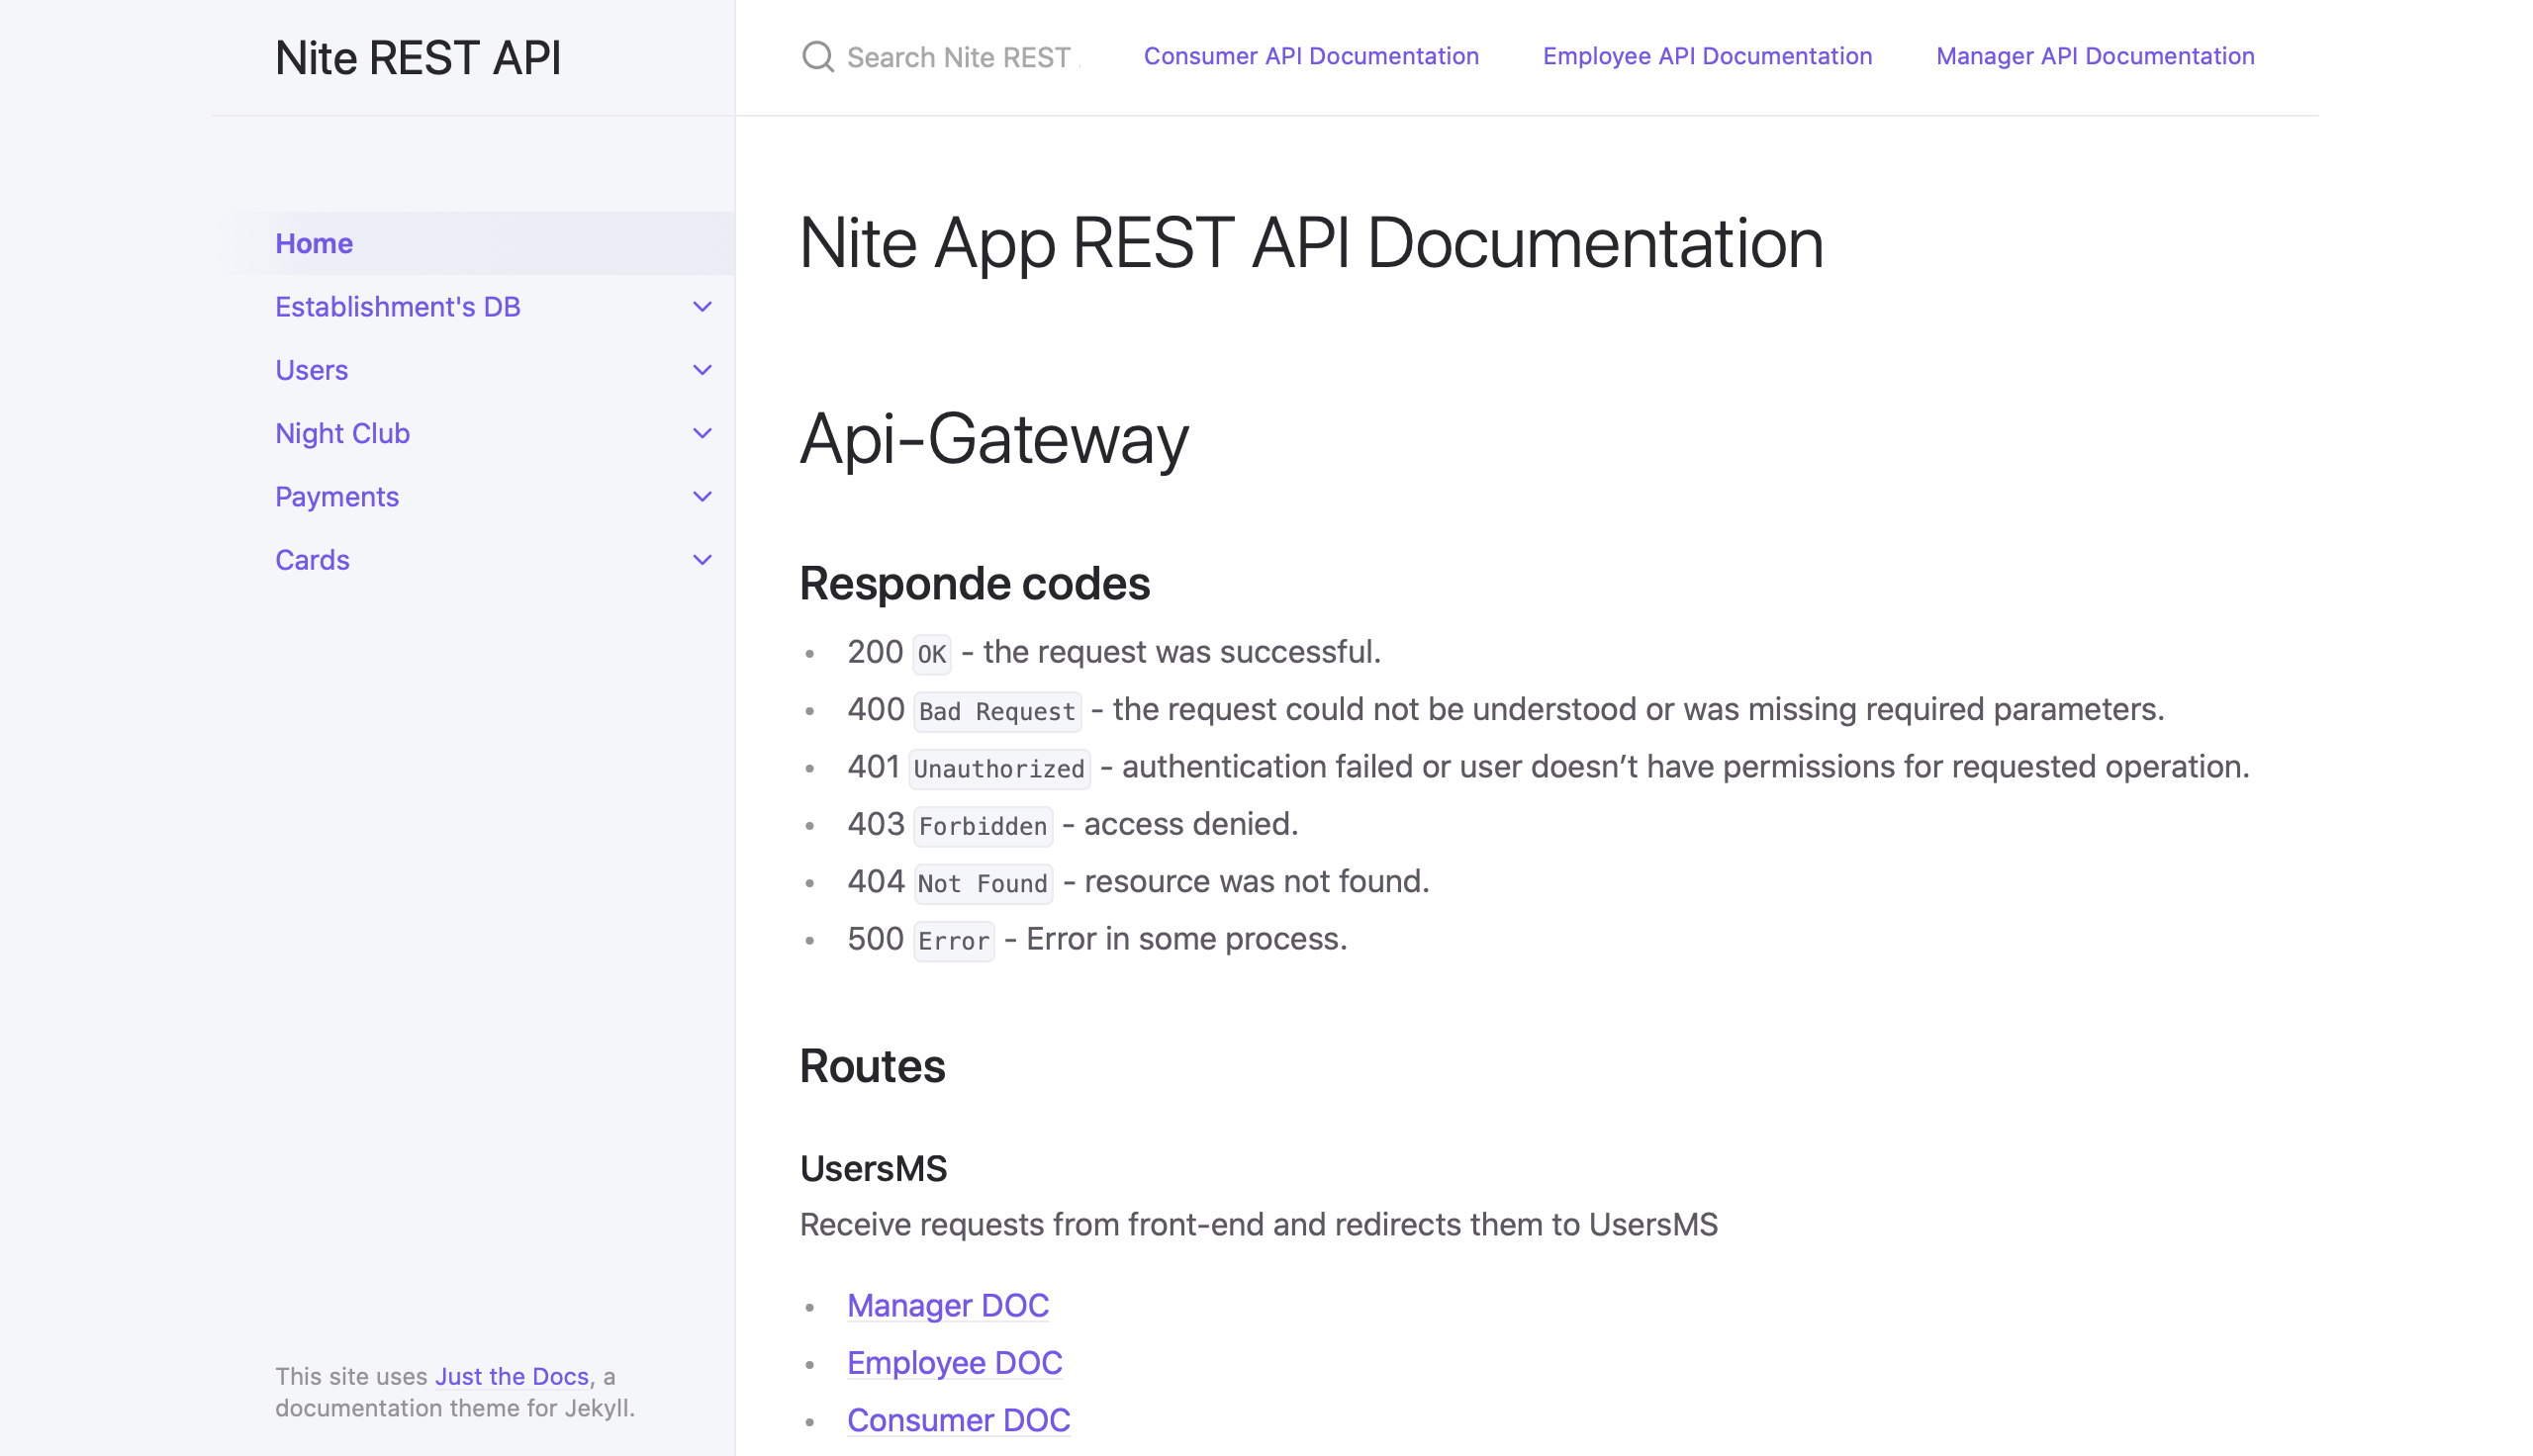 Nite REST API
Search Nite REST
Consumer API Documentation
Employee API Documentation
Manager API Documentation
Home
Establishment's DB
Users
Night Club
Payments
Cards
This site uses Just the Docs, a
documentation theme for Jekyll.
Nite App REST API Documentation
Api-Gateway
Responde codes
200 OK - the request was successful.
400 Bad Request - the request could not be understood or was missing required parameters.
401 Unauthorized - authentication failed or user doesn’t have permissions for requested operation.
403 Forbidden - access denied.
404 Not Found - resource was not found.
500 Error - Error in some process.
Routes
UsersMS
Receive requests from front-end and redirects them to UsersMS
Manager DOC
Employee DOC
Consumer DOC